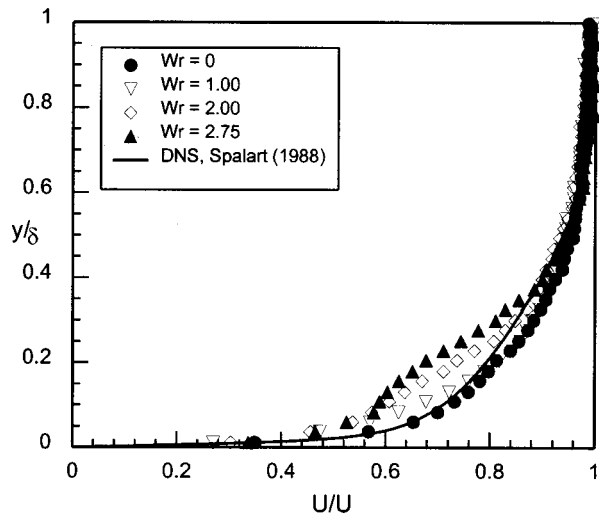 1
Wr = 0
Wr = 1.00
Wr = 2.00
Wr = 2.75
DNS, Spalart (1988)
0.8
0.6
y/δ
0.4
0.2
0
0 0.2 0.4 0.6 0.8 1
U/U